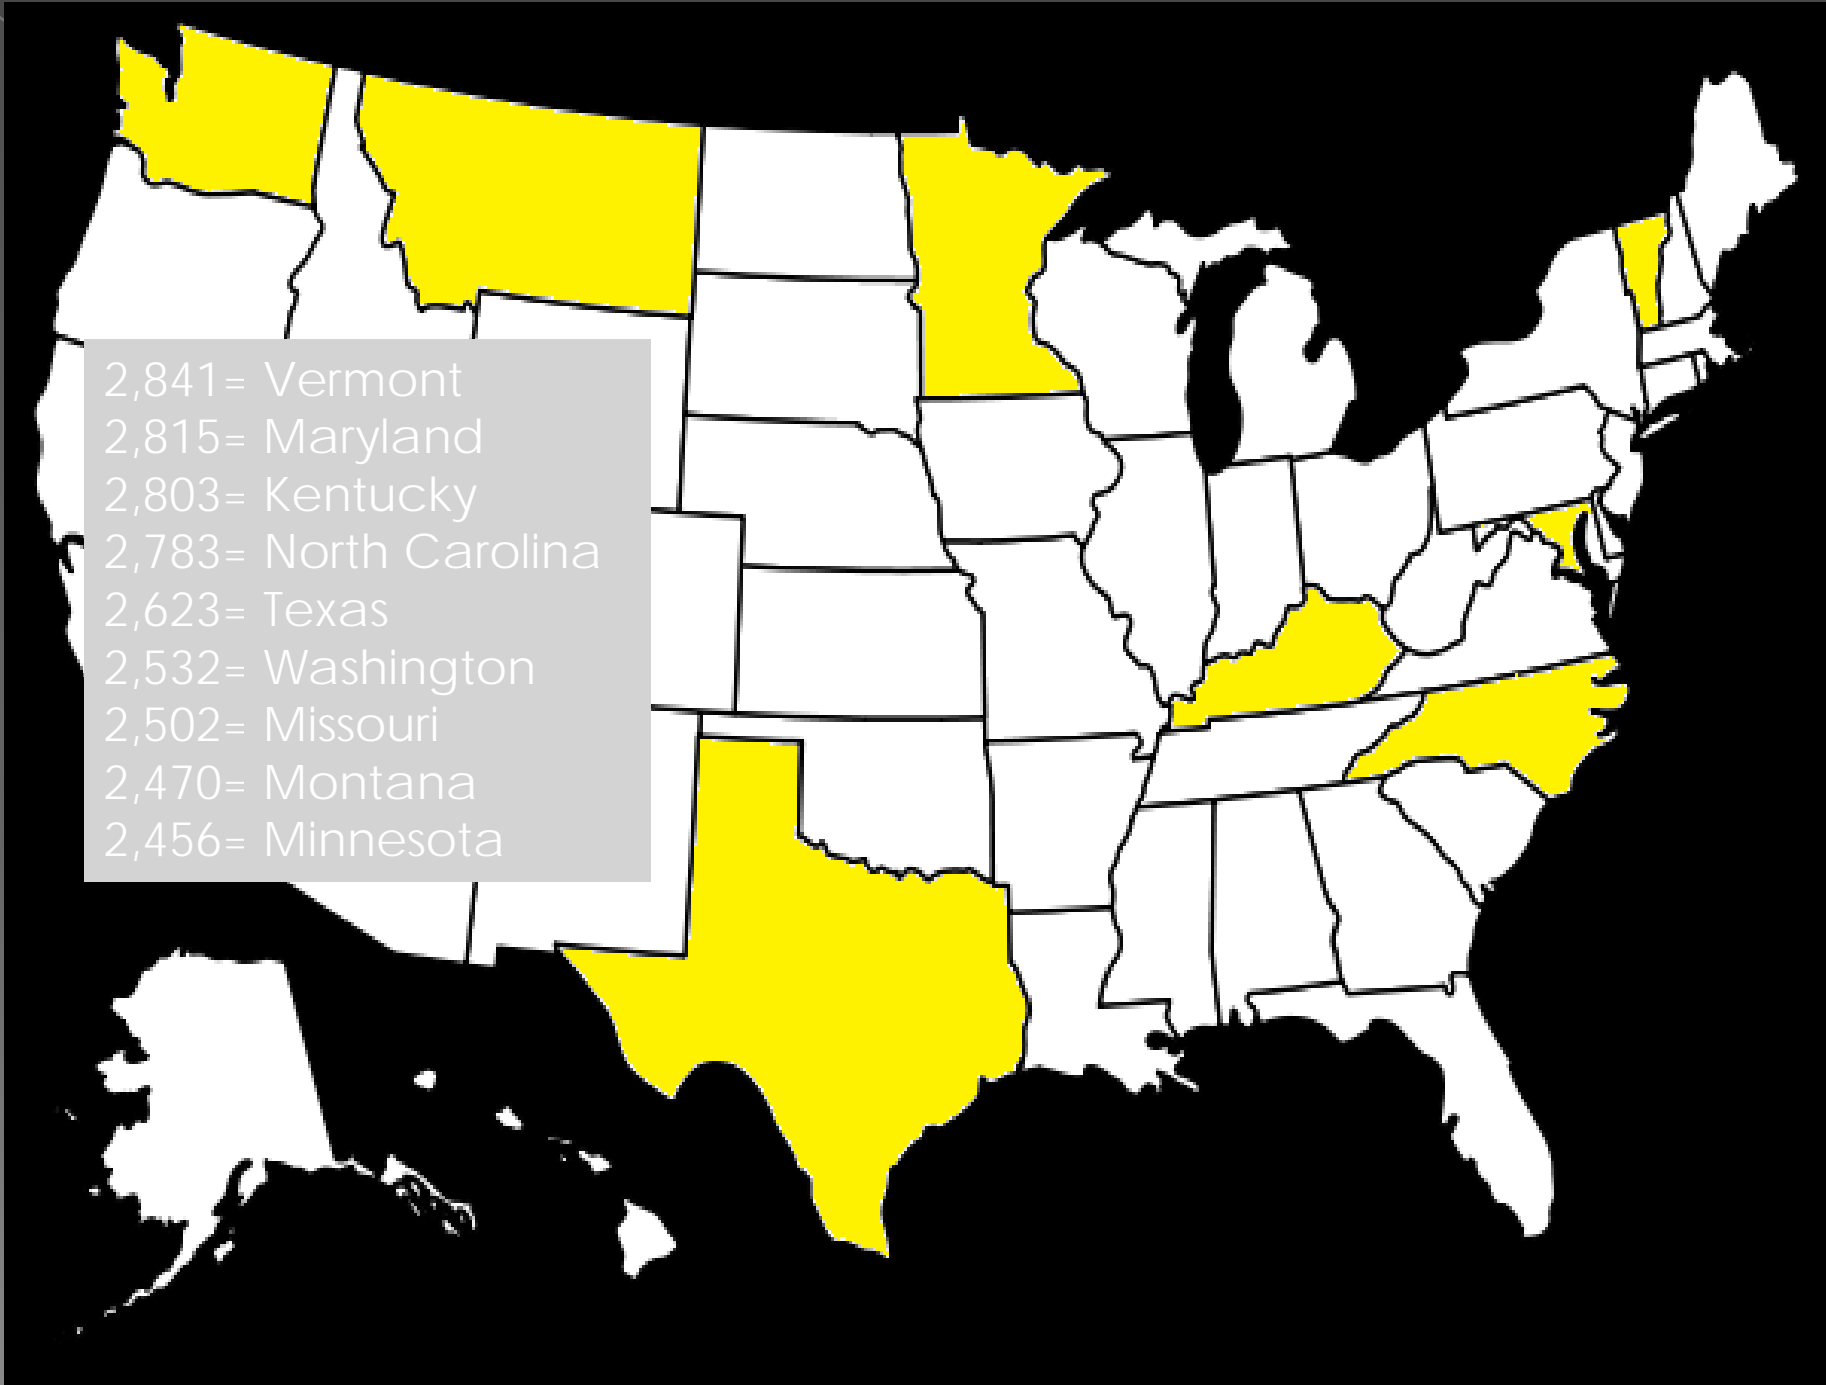 2,841= Vermont
2,815= Maryland
2,803= Kentucky
2,783= North Carolina
2,623= Texas
2,532= Washington
2,502= Missouri
2,470= Montana
2,456= Minnesota